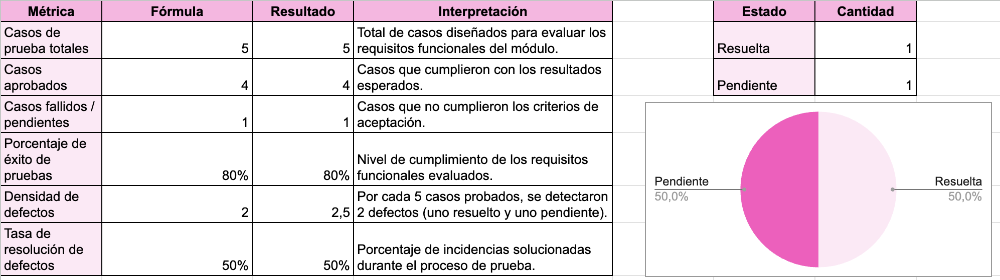 Métrica
Fórmula
Resultado
Interpretación
Casos de
prueba totales
5
5
Total de casos diseñados para evaluar los
requisitos funcionales del módulo.
Casos
aprobados
4
4
Casos que cumplieron con los resultados
esperados.
Casos fallidos /
pendientes
1
1
Casos que no cumplieron los criterios de
aceptación.
Porcentaje de
éxito de
pruebas
80%
80%
Nivel de cumplimiento de los requisitos
funcionales evaluados.
Densidad de
defectos
2
2,5
Por cada 5 casos probados, se detectaron
2 defectos (uno resuelto y uno pendiente).
Tasa de
resolución de
defectos
50%
50%
Porcentaje de incidencias solucionadas
durante el proceso de prueba.
Estado
Cantidad
Resuelta
1
Pendiente
1
Pendiente
50,0%
Resuelta
50,0%